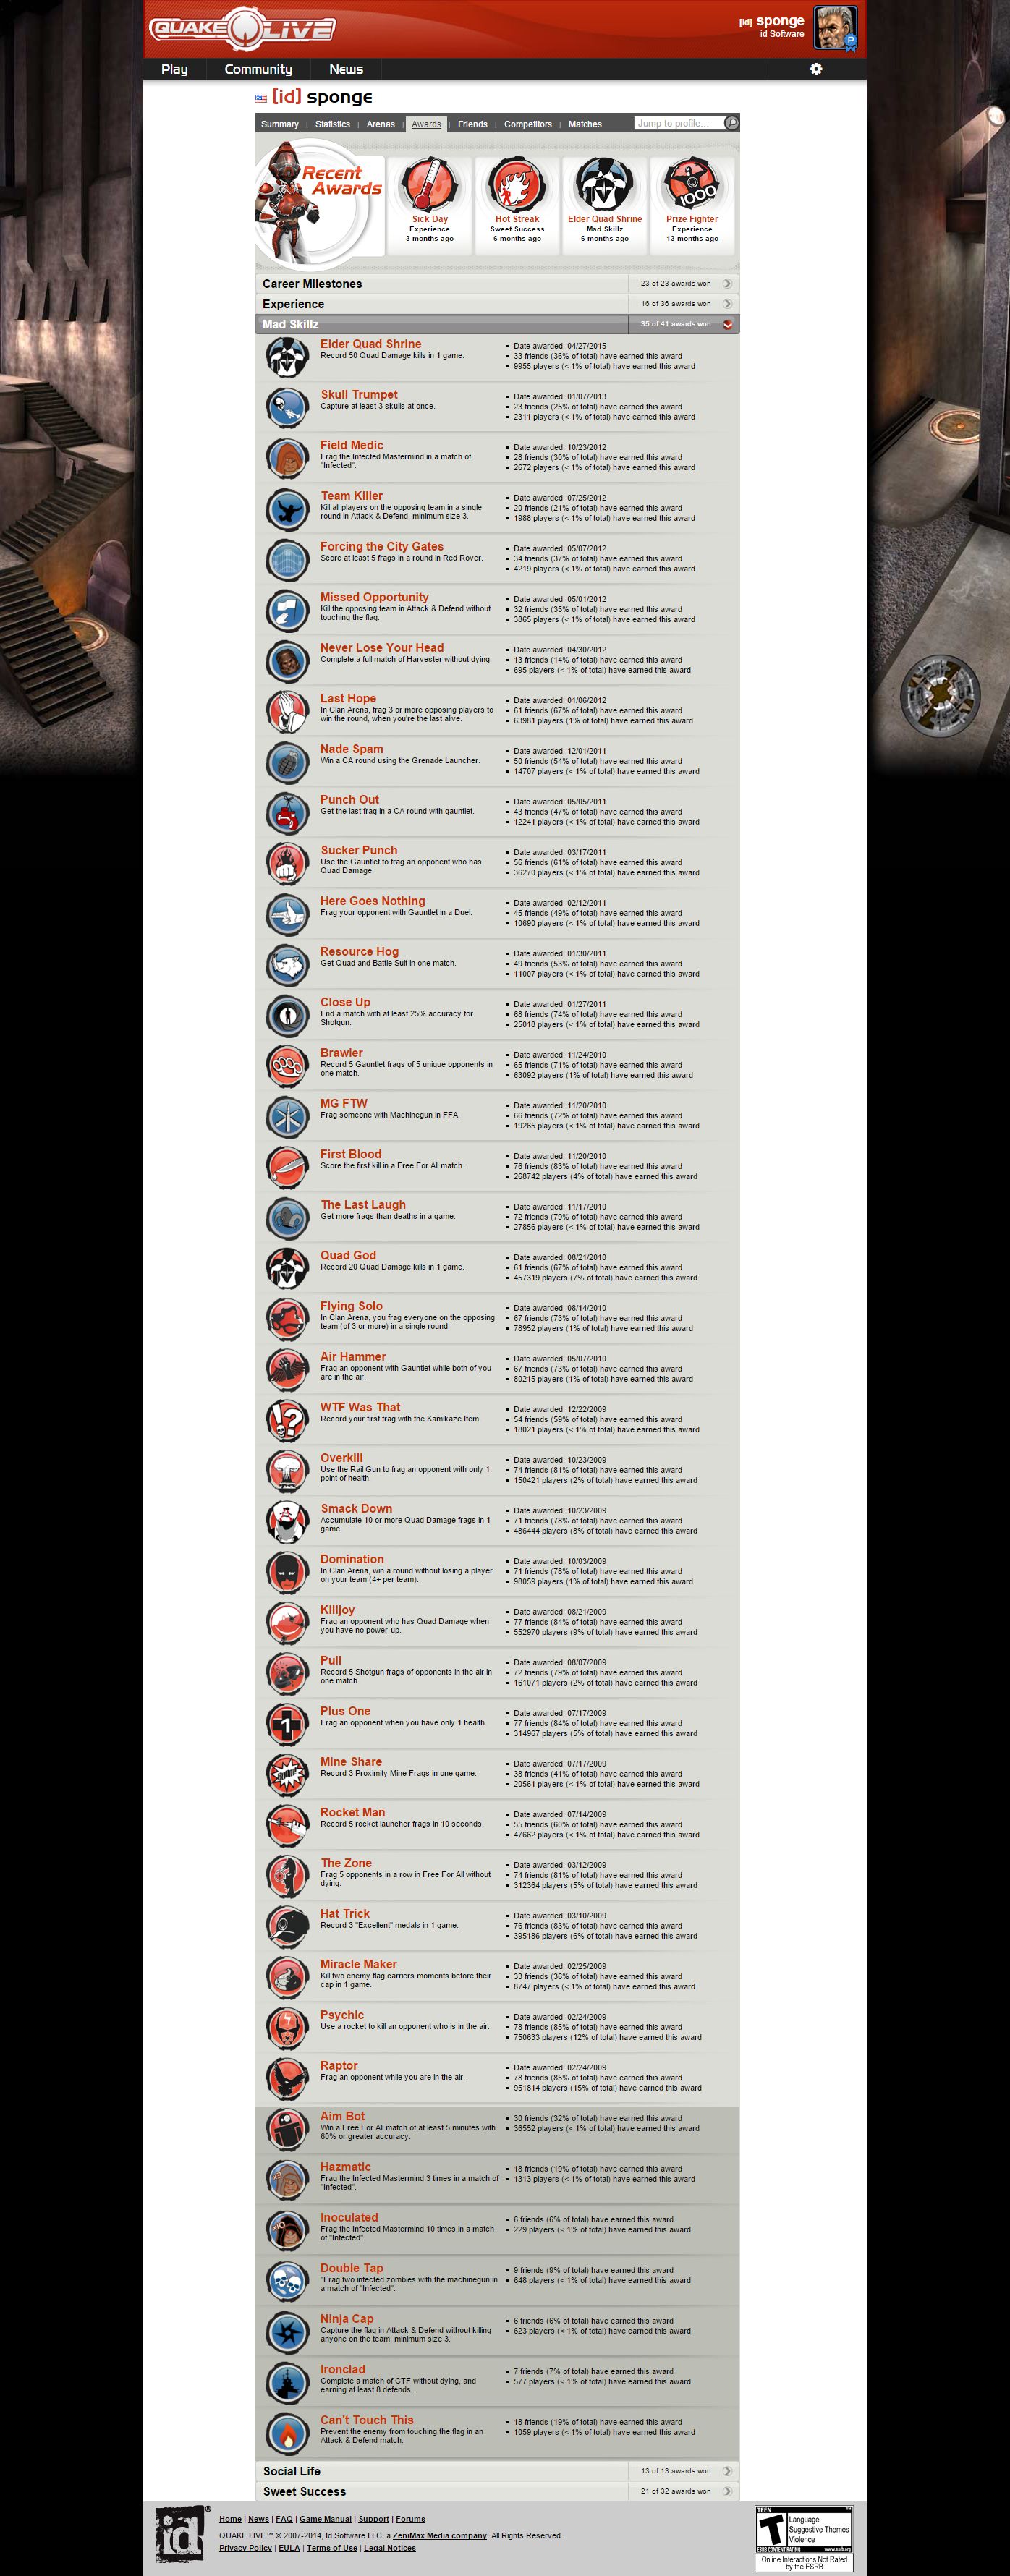 QUAKE LIVE
[id] sponge
id Software
P
Play
Community
News
[id] sponge
Summary | Statistics | Arenas | Awards | Friends | Competitors | Matches
Jump to profile...
Recent
Awards
1000
Sick Day
Experience
3 months ago
Hot Streak
Sweet Success
6 months ago
Elder Quad Shrine
Mad Skillz
6 months ago
Prize Fighter
Experience
13 months ago
Career Milestones
23 of 23 awards won
Experience
16 of 36 awards won
Mad Skillz
35 of 41 awards won
Elder Quad Shrine
Record 50 Quad Damage kills in 1 game.
• Date awarded: 04/27/2015
• 33 friends (36% of total) have earned this award
• 9955 players (< 1% of total) have earned this award
Skull Trumpet
Capture at least 3 skulls at once.
• Date awarded: 01/07/2013
• 23 friends (25% of total) have earned this award
• 2311 players (< 1% of total) have earned this award
Field Medic
Frag the Infected Mastermind in a match of
"Infected".
• Date awarded: 10/23/2012
• 28 friends (30% of total) have earned this award
• 2672 players (< 1% of total) have earned this award
Team Killer
Kill all players on the opposing team in a single
round in Attack & Defend, minimum size 3.
• Date awarded: 07/25/2012
• 20 friends (21% of total) have earned this award
• 1988 players (< 1% of total) have earned this award
Forcing the City Gates
Score at least 5 frags in a round in Red Rover.
• Date awarded: 05/07/2012
• 34 friends (37% of total) have earned this award
• 4219 players (< 1% of total) have earned this award
Missed Opportunity
Kill the opposing team in Attack & Defend without
touching the flag.
• Date awarded: 05/01/2012
• 32 friends (35% of total) have earned this award
• 3865 players (< 1% of total) have earned this award
Never Lose Your Head
Complete a full match of Harvester without dying.
• Date awarded: 04/30/2012
• 13 friends (14% of total) have earned this award
• 695 players (< 1% of total) have earned this award
Last Hope
In Clan Arena, frag 3 or more opposing players to
win the round, when you're the last alive.
• Date awarded: 01/06/2012
• 61 friends (67% of total) have earned this award
• 63981 players (1% of total) have earned this award
Nade Spam
Win a CA round using the Grenade Launcher.
• Date awarded: 12/01/2011
• 50 friends (54% of total) have earned this award
• 14707 players (< 1% of total) have earned this award
Punch Out
Get the last frag in a CA round with gauntlet.
• Date awarded: 05/05/2011
• 43 friends (47% of total) have earned this award
• 12241 players (< 1% of total) have earned this award
Sucker Punch
Use the Gauntlet to frag an opponent who has
Quad Damage.
• Date awarded: 03/17/2011
• 56 friends (61% of total) have earned this award
• 36270 players (< 1% of total) have earned this award
Here Goes Nothing
Frag your opponent with Gauntlet in a Duel.
• Date awarded: 02/12/2011
• 45 friends (49% of total) have earned this award
• 10690 players (< 1% of total) have earned this award
Resource Hog
Get Quad and Battle Suit in one match.
• Date awarded: 01/30/2011
• 49 friends (53% of total) have earned this award
• 11007 players (< 1% of total) have earned this award
Close Up
End a match with at least 25% accuracy for
Shotgun.
• Date awarded: 01/27/2011
• 68 friends (74% of total) have earned this award
• 25018 players (< 1% of total) have earned this award
Brawler
Record 5 Gauntlet frags of 5 unique opponents in
one match.
• Date awarded: 11/24/2010
• 65 friends (71% of total) have earned this award
• 63092 players (1% of total) have earned this award
MG FTW
Frag someone with Machinegun in FFA.
• Date awarded: 11/20/2010
• 66 friends (72% of total) have earned this award
• 19265 players (< 1% of total) have earned this award
First Blood
Score the first kill in a Free For All match.
• Date awarded: 11/20/2010
• 76 friends (83% of total) have earned this award
• 268742 players (4% of total) have earned this award
The Last Laugh
Get more frags than deaths in a game.
• Date awarded: 11/17/2010
• 72 friends (79% of total) have earned this award
• 27856 players (< 1% of total) have earned this award
Quad God
Record 20 Quad Damage kills in 1 game.
• Date awarded: 08/21/2010
• 61 friends (67% of total) have earned this award
• 457319 players (7% of total) have earned this award
Flying Solo
In Clan Arena, you frag everyone on the opposing
team (of 3 or more) in a single round.
• Date awarded: 08/14/2010
• 67 friends (73% of total) have earned this award
• 78952 players (1% of total) have earned this award
Air Hammer
Frag an opponent with Gauntlet while both of you
are in the air.
• Date awarded: 05/07/2010
• 67 friends (73% of total) have earned this award
• 80215 players (1% of total) have earned this award
WTF Was That
Record your first frag with the Kamikaze Item.
• Date awarded: 12/22/2009
• 54 friends (59% of total) have earned this award
• 18021 players (< 1% of total) have earned this award
Overkill
Use the Rail Gun to frag an opponent with only 1
point of health.
• Date awarded: 10/23/2009
• 74 friends (81% of total) have earned this award
• 150421 players (2% of total) have earned this award
Smack Down
Accumulate 10 or more Quad Damage frags in 1
game.
• Date awarded: 10/23/2009
• 71 friends (78% of total) have earned this award
• 486444 players (8% of total) have earned this award
Domination
In Clan Arena, win a round without losing a player
on your team (4+ per team).
• Date awarded: 10/03/2009
• 71 friends (78% of total) have earned this award
• 98059 players (1% of total) have earned this award
Killjoy
Frag an opponent who has Quad Damage when
you have no power-up.
• Date awarded: 08/21/2009
• 77 friends (84% of total) have earned this award
• 552970 players (9% of total) have earned this award
Pull
Record 5 Shotgun frags of opponents in the air in
one match.
• Date awarded: 08/07/2009
• 72 friends (79% of total) have earned this award
• 161071 players (2% of total) have earned this award
1
Plus One
Frag an opponent when you have only 1 health.
• Date awarded: 07/17/2009
• 77 friends (84% of total) have earned this award
• 314967 players (5% of total) have earned this award
Mine Share
Record 3 Proximity Mine Frags in one game.
• Date awarded: 07/17/2009
• 38 friends (41% of total) have earned this award
• 20561 players (< 1% of total) have earned this award
Rocket Man
Record 5 rocket launcher frags in 10 seconds.
• Date awarded: 07/14/2009
• 55 friends (60% of total) have earned this award
• 47662 players (< 1% of total) have earned this award
The Zone
Frag 5 opponents in a row in Free For All without
dying.
• Date awarded: 03/12/2009
• 74 friends (81% of total) have earned this award
• 312364 players (5% of total) have earned this award
Hat Trick
Record 3 "Excellent" medals in 1 game.
• Date awarded: 03/10/2009
• 76 friends (83% of total) have earned this award
• 395186 players (6% of total) have earned this award
Miracle Maker
Kill two enemy flag carriers moments before their
cap in 1 game.
• Date awarded: 02/25/2009
• 33 friends (36% of total) have earned this award
• 8747 players (< 1% of total) have earned this award
Psychic
Use a rocket to kill an opponent who is in the air.
• Date awarded: 02/24/2009
• 78 friends (85% of total) have earned this award
• 750633 players (12% of total) have earned this award
Raptor
Frag an opponent while you are in the air.
• Date awarded: 02/24/2009
• 78 friends (85% of total) have earned this award
• 951814 players (15% of total) have earned this award
Aim Bot
Win a Free For All match of at least 5 minutes with
60% or greater accuracy.
• 30 friends (32% of total) have earned this award
• 36552 players (< 1% of total) have earned this award
Hazmatic
Frag the Infected Mastermind 3 times in a match of
"Infected".
• 18 friends (19% of total) have earned this award
• 1313 players (< 1% of total) have earned this award
Inoculated
Frag the Infected Mastermind 10 times in a match
of "Infected".
• 6 friends (6% of total) have earned this award
• 229 players (< 1% of total) have earned this award
Double Tap
"Frag two infected zombies with the machinegun in
a match of "Infected".
• 9 friends (9% of total) have earned this award
• 648 players (< 1% of total) have earned this award
Ninja Cap
Capture the flag in Attack & Defend without killing
anyone on the team, minimum size 3.
• 6 friends (6% of total) have earned this award
• 623 players (< 1% of total) have earned this award
Ironclad
Complete a match of CTF without dying, and
earning at least 8 defends.
• 7 friends (7% of total) have earned this award
• 577 players (< 1% of total) have earned this award
Can't Touch This
Prevent the enemy from touching the flag in an
Attack & Defend match.
• 18 friends (19% of total) have earned this award
• 1059 players (< 1% of total) have earned this award
Social Life
13 of 13 awards won
Sweet Success
21 of 32 awards won
id ®
Home | News | FAQ | Game Manual | Support | Forums
QUAKE LIVE™ © 2007-2014, Id Software LLC, a ZeniMax Media company. All Rights Reserved.
Privacy Policy | EULA | Terms of Use | Legal Notices
TEEN
T
Language
Suggestive Themes
Violence
ESRB CONTENT RATING www.esrb.org
Online Interactions Not Rated
by the ESRB